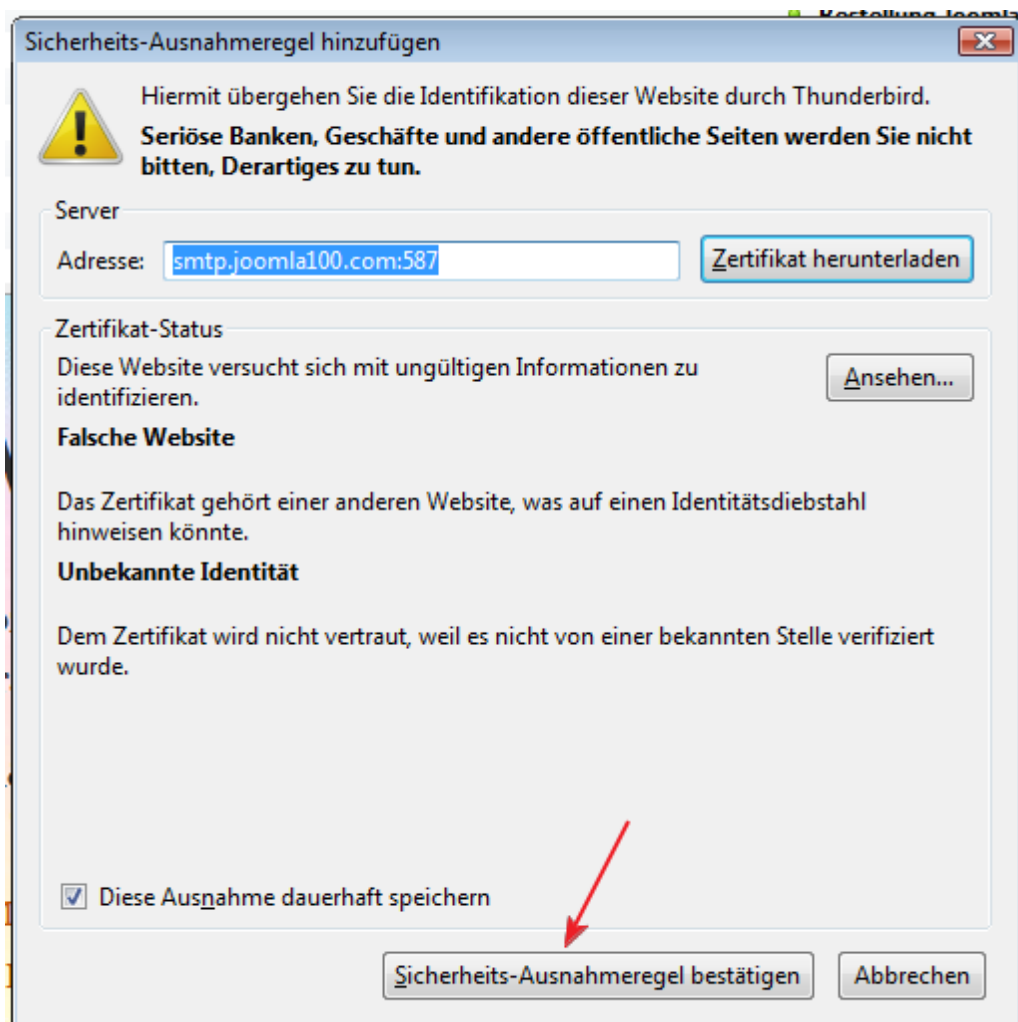 Bestellung Joomla
Sicherheits-Ausnahmeregel hinzufügen
Hiermit übergehen Sie die Identifikation dieser Website durch Thunderbird.
Seriöse Banken, Geschäfte und andere öffentliche Seiten werden Sie nicht
bitten, Derartiges zu tun.
Server
Adresse: smtp.joomla100.com:587 Zertifikat herunterladen
Zertifikat-Status
Diese Website versucht sich mit ungültigen Informationen zu
identifizieren.
Ansehen...
Falsche Website
Das Zertifikat gehört einer anderen Website, was auf einen Identitätsdiebstahl
hinweisen könnte.
Unbekannte Identität
Dem Zertifikat wird nicht vertraut, weil es nicht von einer bekannten Stelle verifiziert
wurde.
Diese Ausnahme dauerhaft speichern
Sicherheits-Ausnahmeregel bestätigen Abbrechen